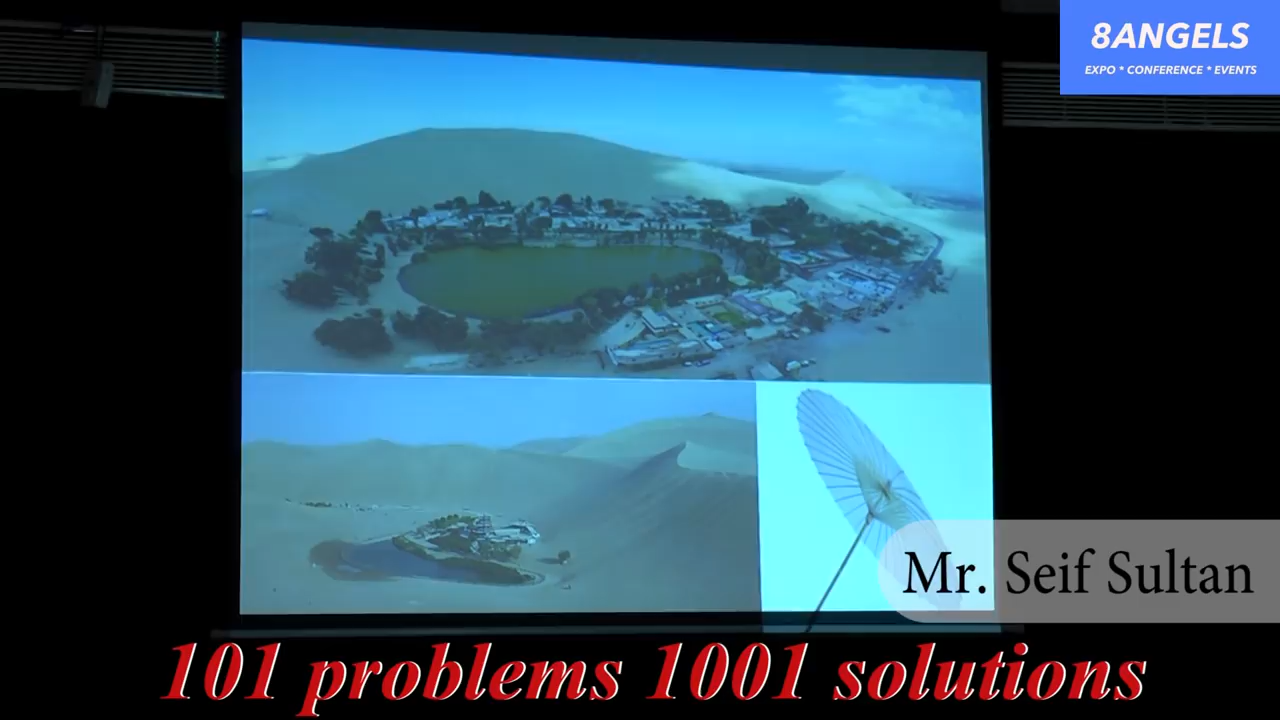 8ANGELS
EXPO * CONFERENCE * EVENTS
Mr. Seif Sultan
101 problems 1001 solutions